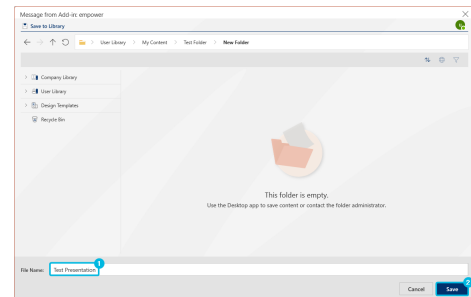 Message from Add-in: empower
Save to Library
User Library > My Content > Test Folder > New Folder
Company Library
User Library
Design Templates
Recycle Bin
This folder is empty.
Use the Desktop app to save content or contact the folder administrator.
1
File Name: Test Presentation
2
Cancel Save